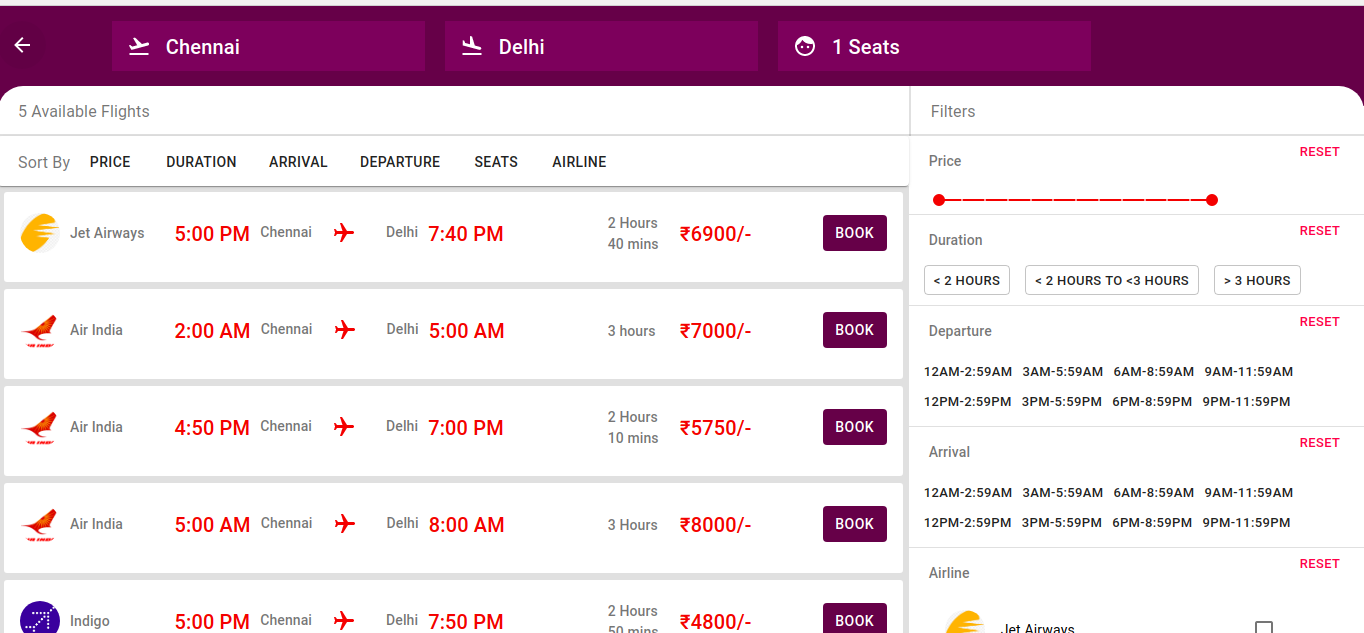 Chennai
Delhi
1 Seats
5 Available Flights
Filters
Sort By PRICE DURATION ARRIVAL DEPARTURE SEATS AIRLINE
Jet Airways 5:00 PM Chennai Delhi 7:40 PM 2 Hours 40 mins ₹6900/- BOOK
Air India 2:00 AM Chennai Delhi 5:00 AM 3 hours ₹7000/- BOOK
Air India 4:50 PM Chennai Delhi 7:00 PM 2 Hours 10 mins ₹5750/- BOOK
Air India 5:00 AM Chennai Delhi 8:00 AM 3 Hours ₹8000/- BOOK
Indigo 5:00 PM Chennai Delhi 7:50 PM 2 Hours 50 mins ₹4800/- BOOK
Price RESET
Duration RESET
< 2 HOURS < 2 HOURS TO <3 HOURS > 3 HOURS
Departure RESET
12AM-2:59AM 3AM-5:59AM 6AM-8:59AM 9AM-11:59AM
12PM-2:59PM 3PM-5:59PM 6PM-8:59PM 9PM-11:59PM
Arrival RESET
12AM-2:59AM 3AM-5:59AM 6AM-8:59AM 9AM-11:59AM
12PM-2:59PM 3PM-5:59PM 6PM-8:59PM 9PM-11:59PM
Airline RESET
Jet Airways